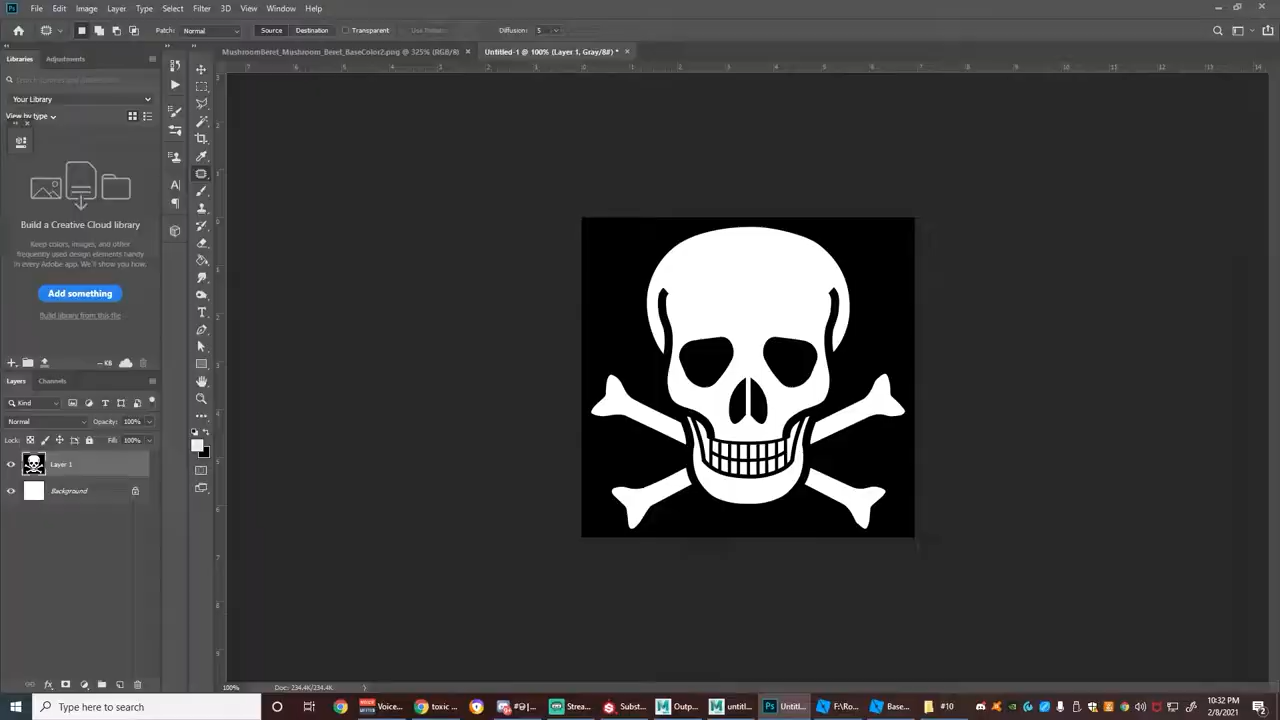 Ps File Edit Image Layer Type Select Filter 3D View Window Help
Patch: Normal Source Destination Transparent Diffusion: 5
MushroomBeret_Mushroom_Beret_BaseColor2.png @ 325% (RGB/8) × Untitled-1 @ 100% (Layer 1, Gray/8#) * ×
Libraries Adjustments
Your Library
View by type
Build a Creative Cloud library
Keep colors, images, and other
frequently used design elements handy
in every Adobe app. We'll show you how.
Add something
Build library from this file
-- KB
Layers Channels
Kind
Normal Opacity: 100%
Lock: Fill: 100%
Layer 1
Background
100% Doc: 234.4K/234.4K
Type here to search
Voice... toxic ... #9|... Strea... Subst... Outp... untitl... Untitl... F:\Ro... Base... #10
10:32 PM
2/8/2021